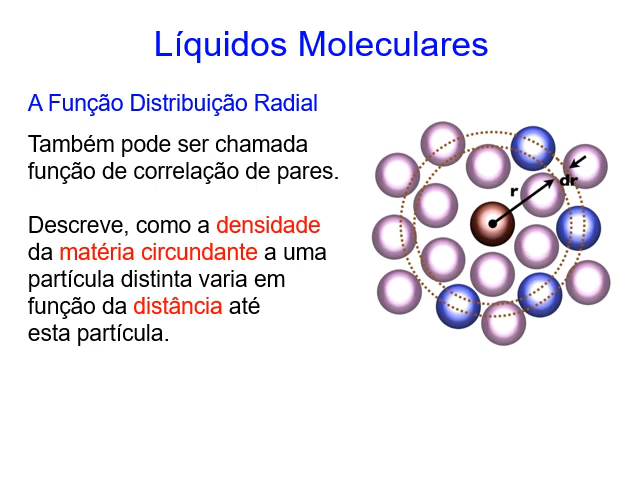 Líquidos Moleculares
A Função Distribuição Radial
Também pode ser chamada
função de correlação de pares.
Descreve, como a densidade
da matéria circundante a uma
partícula distinta varia em
função da distância até
esta partícula.
r
dr